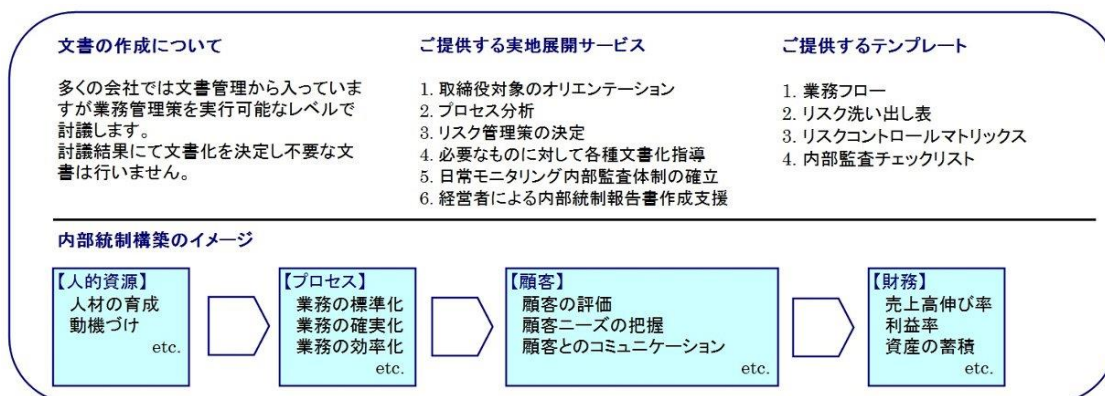 文書の作成について
多くの会社では文書管理から入っていま
すが業務管理策を実行可能なレベルで
討議します。
討議結果にて文書化を決定し不要な文
書は行いません。
ご提供する実地展開サービス
1. 取締役対象のオリエンテーション
2. プロセス分析
3. リスク管理策の決定
4. 必要なものに対して各種文書化指導
5. 日常モニタリング内部監査体制の確立
6. 経営者による内部統制報告書作成支援
ご提供するテンプレート
1. 業務フロー
2. リスク洗い出し表
3. リスクコントロールマトリックス
4. 内部監査チェックリスト
内部統制構築のイメージ
【人的資源】
人材の育成
動機づけ
etc.
【プロセス】
業務の標準化
業務の確実化
業務の効率化
etc.
【顧客】
顧客の評価
顧客ニーズの把握
顧客とのコミュニケーション
etc.
【財務】
売上高伸び率
利益率
資産の蓄積
etc.